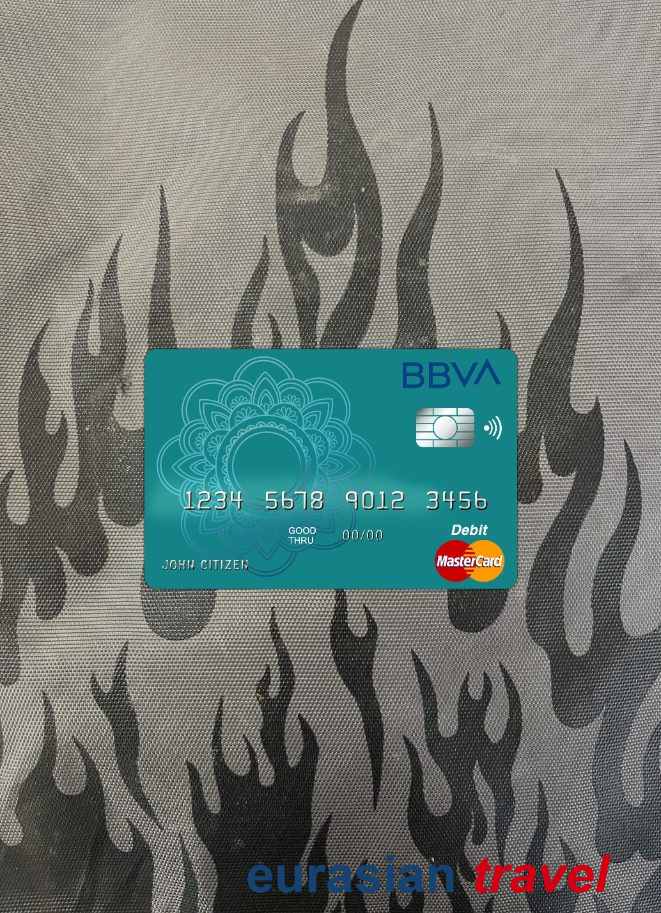 BBVA
1234 5678 9012 3456
GOOD
THRU
00/00
Debit
MasterCard
JOHN CITIZEN
eurasian travel